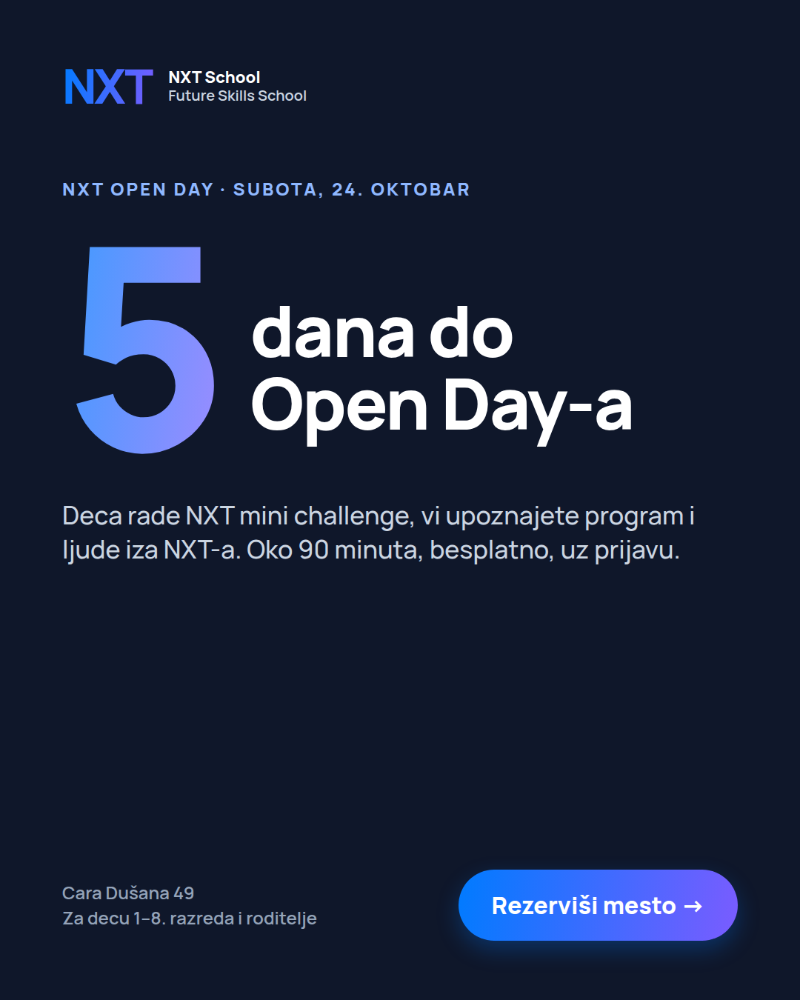 NXT
NXT School
Future Skills School
NXT OPEN DAY · SUBOTA, 24. OKTOBAR
5
dana do
Open Day-a
Deca rade NXT mini challenge, vi upoznajete program i
ljude iza NXT-a. Oko 90 minuta, besplatno, uz prijavu.
Cara Dušana 49
Za decu 1–8. razreda i roditelje
Rezerviši mesto →